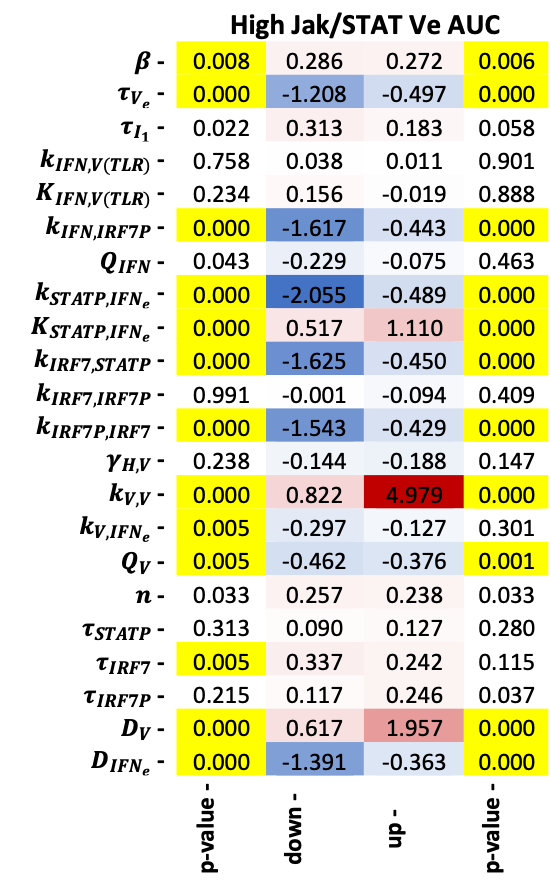 High Jak/STAT Ve AUC
β - 0.008 0.286 0.272 0.006
τ_{V_e} - 0.000 -1.208 -0.497 0.000
τ_{I_1} - 0.022 0.313 0.183 0.058
k_{IFN,V(TLR)} - 0.758 0.038 0.011 0.901
K_{IFN,V(TLR)} - 0.234 0.156 -0.019 0.888
k_{IFN,IRF7P} - 0.000 -1.617 -0.443 0.000
Q_{IFN} - 0.043 -0.229 -0.075 0.463
k_{STATP,IFN_e} - 0.000 -2.055 -0.489 0.000
K_{STATP,IFN_e} - 0.000 0.517 1.110 0.000
k_{IRF7,STATP} - 0.000 -1.625 -0.450 0.000
k_{IRF7,IRF7P} - 0.991 -0.001 -0.094 0.409
k_{IRF7P,IRF7} - 0.000 -1.543 -0.429 0.000
γ_{H,V} - 0.238 -0.144 -0.188 0.147
k_{V,V} - 0.000 0.822 4.979 0.000
k_{V,IFN_e} - 0.005 -0.297 -0.127 0.301
Q_V - 0.005 -0.462 -0.376 0.001
n - 0.033 0.257 0.238 0.033
τ_{STATP} - 0.313 0.090 0.127 0.280
τ_{IRF7} - 0.005 0.337 0.242 0.115
τ_{IRF7P} - 0.215 0.117 0.246 0.037
D_V - 0.000 0.617 1.957 0.000
D_{IFN_e} - 0.000 -1.391 -0.363 0.000
p-value - down - up - p-value -